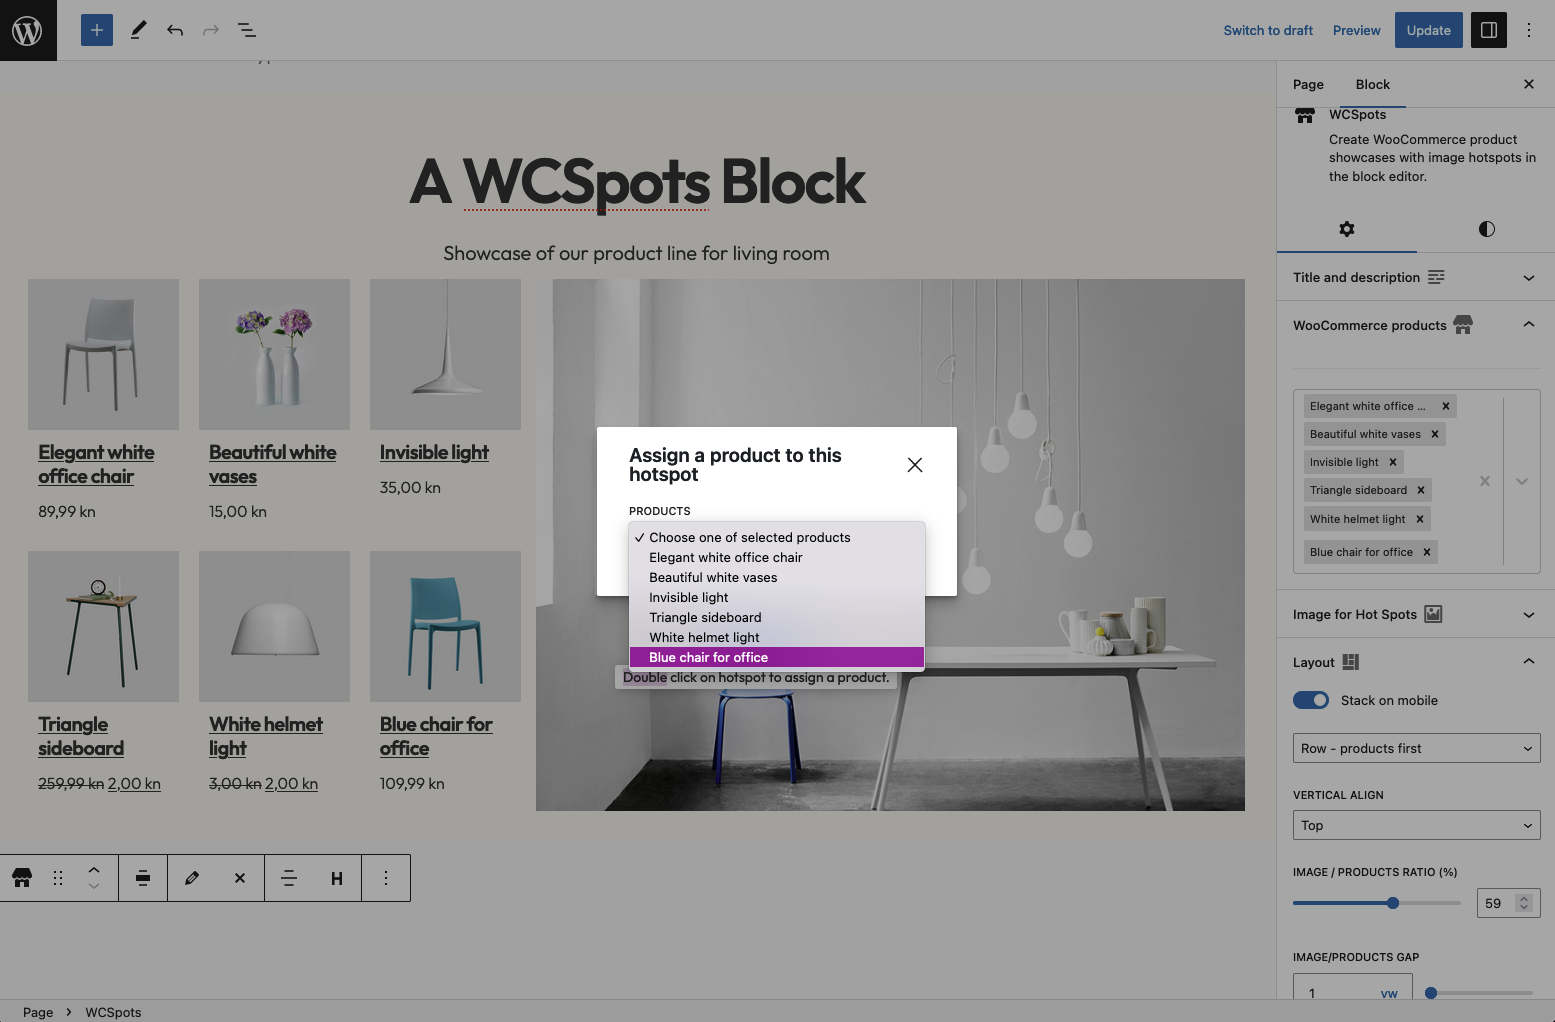 Switch to draft
Preview
Update
A WCSpots Block
Showcase of our product line for living room
Elegant white
office chair
89,99 kn
Beautiful white
vases
15,00 kn
Invisible light
35,00 kn
Triangle
sideboard
259,99 kn 2,00 kn
White helmet
light
3,00 kn 2,00 kn
Blue chair for
office
109,99 kn
Assign a product to this
hotspot
PRODUCTS
✓ Choose one of selected products
Elegant white office chair
Beautiful white vases
Invisible light
Triangle sideboard
White helmet light
Blue chair for office
Double click on hotspot to assign a product.
H
Page
Block
WCSpots
Create WooCommerce product
showcases with image hotspots in
the block editor.
Title and description
WooCommerce products
Elegant white office ...
Beautiful white vases
Invisible light
Triangle sideboard
White helmet light
Blue chair for office
Image for Hot Spots
Layout
Stack on mobile
Row - products first
VERTICAL ALIGN
Top
IMAGE / PRODUCTS RATIO (%)
59
IMAGE/PRODUCTS GAP
1 vw
Page > WCSpots